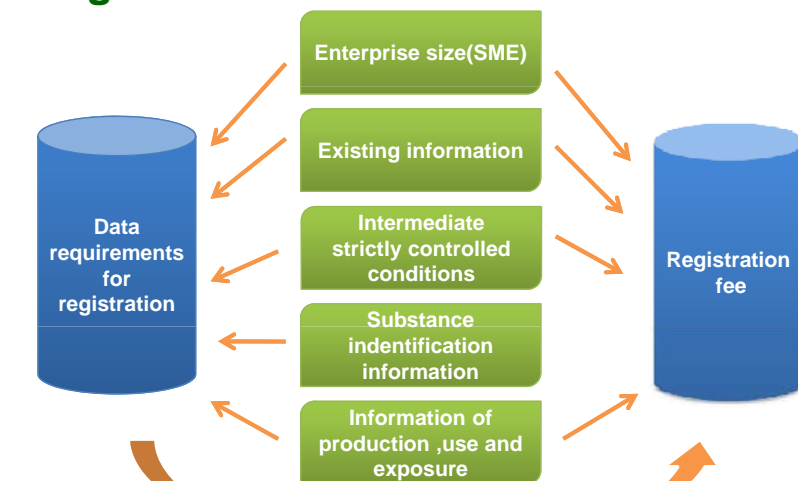 Enterprise size(SME)
Existing information
Data
requirements
for
registration
Intermediate
strictly controlled
conditions
Registration
fee
Substance
indentification
information
Information of
production ,use and
exposure